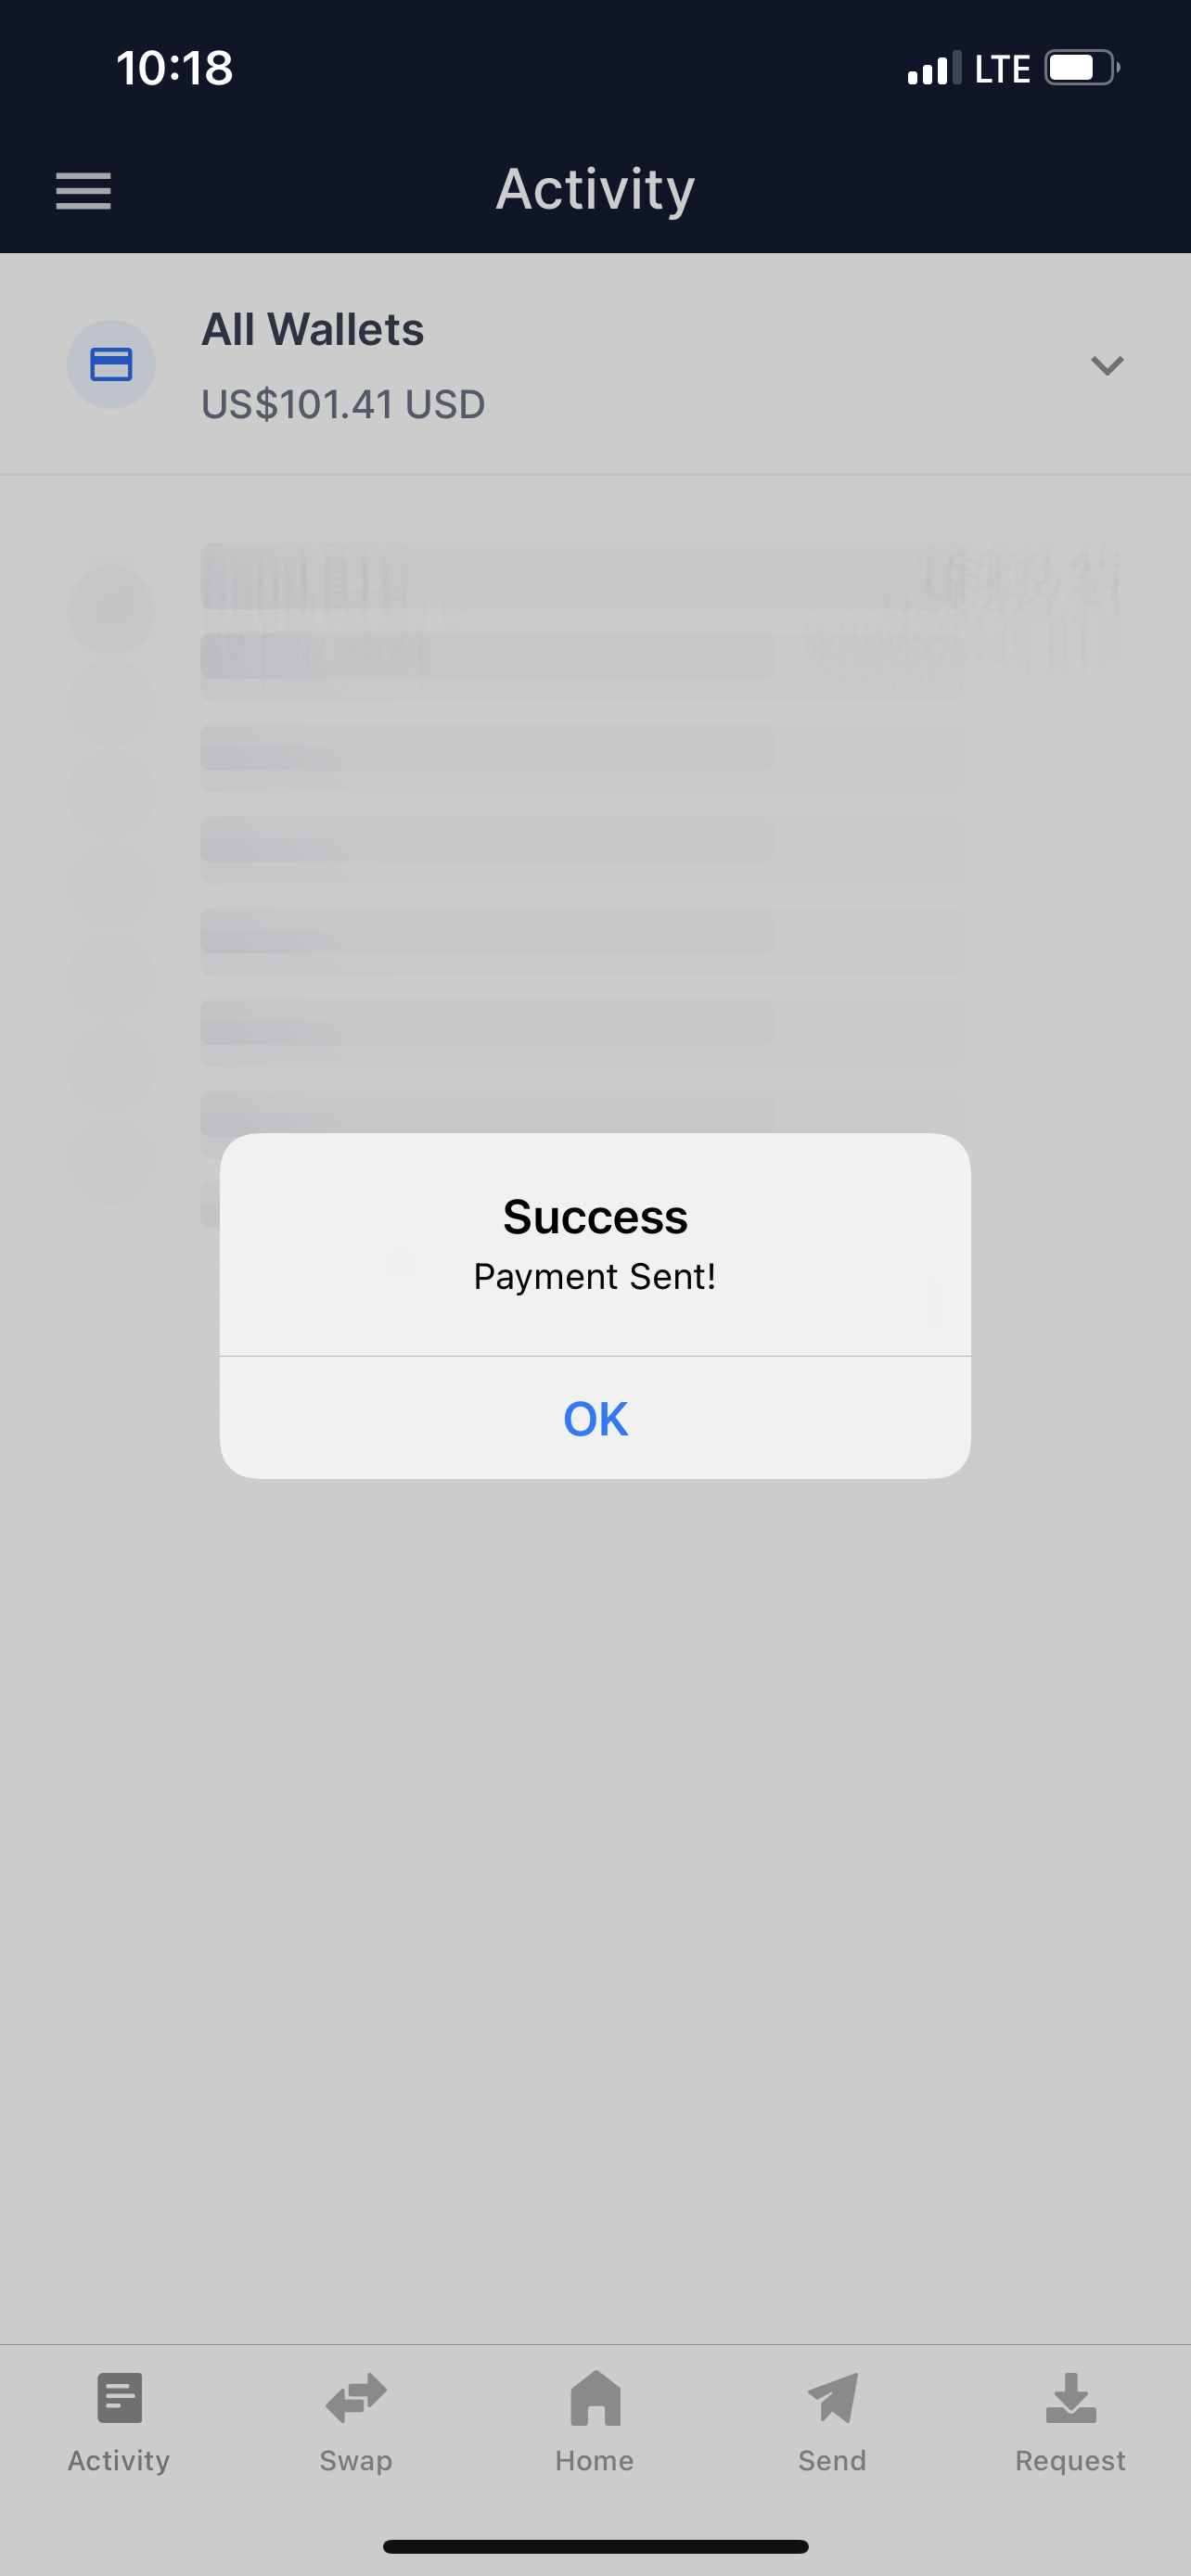 10:18
LTE
Activity
All Wallets
US$101.41 USD
Success
Payment Sent!
OK
Activity
Swap
Home
Send
Request